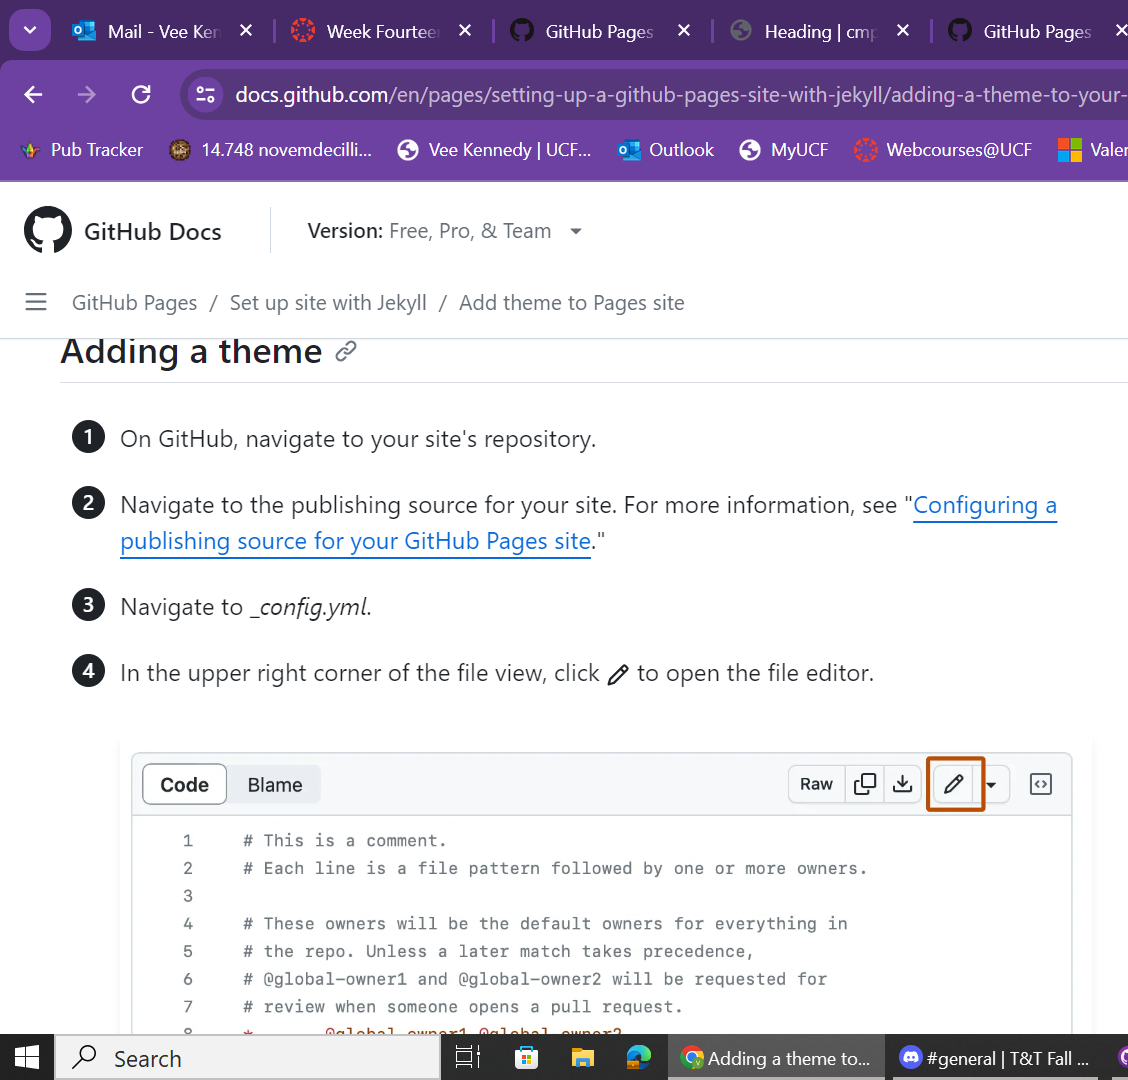 Mail - Vee Ken
Week Fourteen
GitHub Pages
Heading | cmp
GitHub Pages
docs.github.com/en/pages/setting-up-a-github-pages-site-with-jekyll/adding-a-theme-to-your-
Pub Tracker
14.748 novemdecilli...
Vee Kennedy | UCF...
Outlook
MyUCF
Webcourses@UCF
Valer
GitHub Docs
Version: Free, Pro, & Team
GitHub Pages / Set up site with Jekyll / Add theme to Pages site
Adding a theme
1 On GitHub, navigate to your site's repository.
2 Navigate to the publishing source for your site. For more information, see "Configuring a
publishing source for your GitHub Pages site."
3 Navigate to _config.yml.
4 In the upper right corner of the file view, click to open the file editor.
Code Blame Raw
1 # This is a comment.
2 # Each line is a file pattern followed by one or more owners.
3
4 # These owners will be the default owners for everything in
5 # the repo. Unless a later match takes precedence,
6 # @global-owner1 and @global-owner2 will be requested for
7 # review when someone opens a pull request.
8 * @global-owner1 @global-owner2
Search
Adding a theme to...
#general | T&T Fall ...